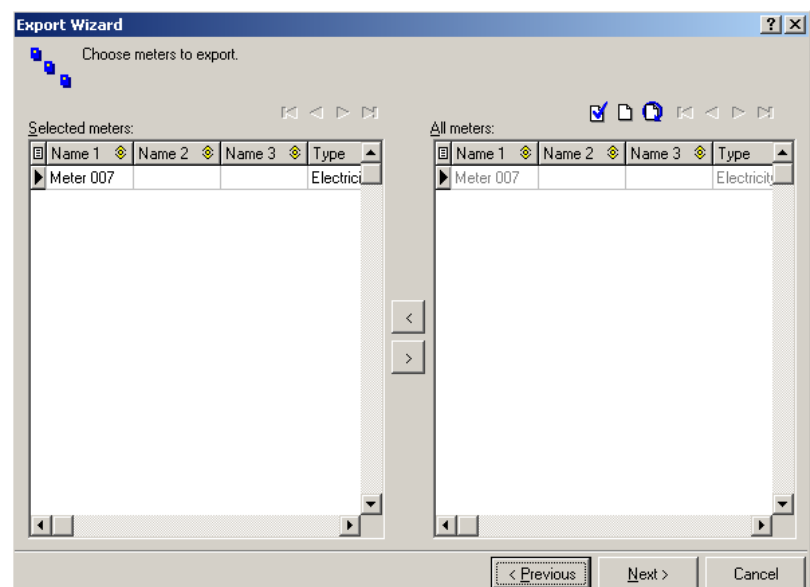 Export Wizard
Choose meters to export.
Selected meters:
Name 1 Name 2 Name 3 Type
Meter 007 Electrici
All meters:
Name 1 Name 2 Name 3 Type
Meter 007 Electricity
<
>
< Previous Next > Cancel